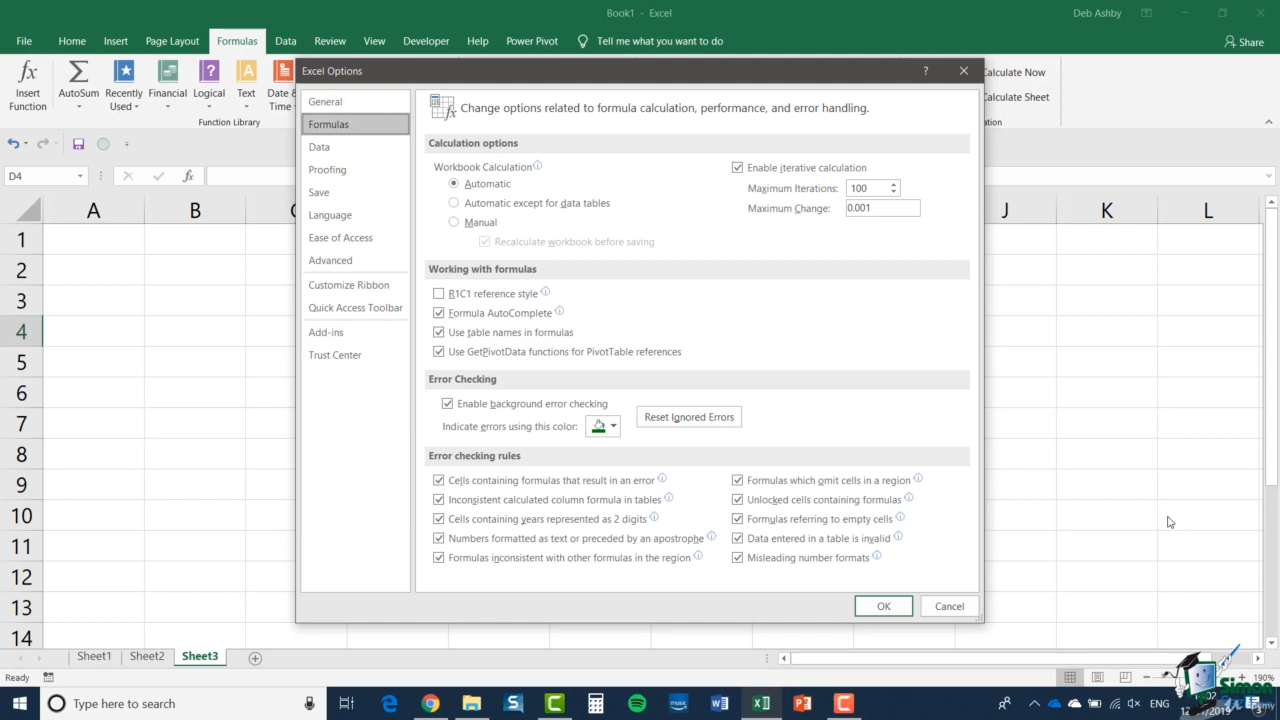 Book1 - Excel
Deb Ashby
File Home Insert Page Layout Formulas Data Review View Developer Help Power Pivot Tell me what you want to do Share
Insert Function
AutoSum
Recently Used
Financial
Logical
Text
Date & Time
Function Library
Calculate Now
Calculate Sheet
ation
D4
fx
A B C J K L
1
2
3
4
5
6
7
8
9
10
11
12
13
14
Excel Options
?
General
Formulas
Data
Proofing
Save
Language
Ease of Access
Advanced
Customize Ribbon
Quick Access Toolbar
Add-ins
Trust Center
Change options related to formula calculation, performance, and error handling.
Calculation options
Workbook Calculation
Automatic
Automatic except for data tables
Manual
Recalculate workbook before saving
Enable iterative calculation
Maximum Iterations: 100
Maximum Change: 0.001
Working with formulas
R1C1 reference style
Formula AutoComplete
Use table names in formulas
Use GetPivotData functions for PivotTable references
Error Checking
Enable background error checking
Indicate errors using this color:
Reset Ignored Errors
Error checking rules
Cells containing formulas that result in an error
Inconsistent calculated column formula in tables
Cells containing years represented as 2 digits
Numbers formatted as text or preceded by an apostrophe
Formulas inconsistent with other formulas in the region
Formulas which omit cells in a region
Unlocked cells containing formulas
Formulas referring to empty cells
Data entered in a table is invalid
Misleading number formats
OK Cancel
Sheet1 Sheet2 Sheet3
Ready
190%
Type here to search
music
ENG
Simon